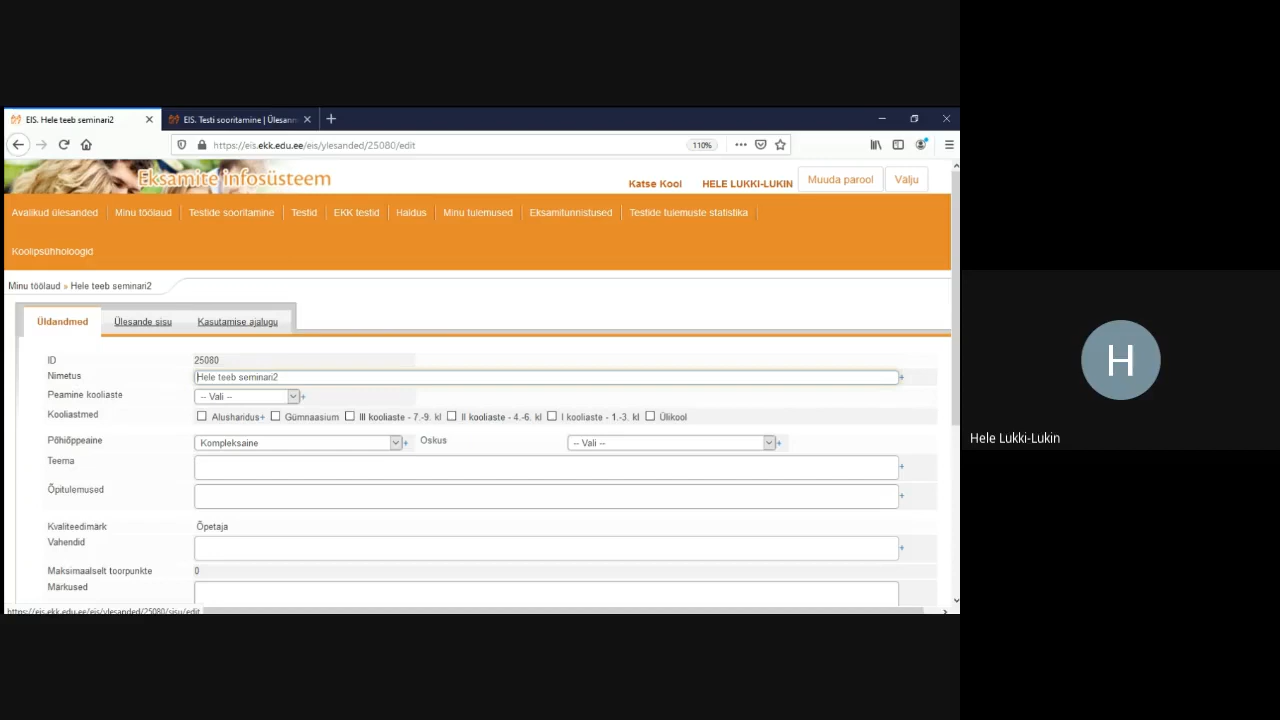 EIS. Hele teeb seminari2
EIS. Testi sooritamine | Ülesann
https://eis.ekk.edu.ee/eis/ylesanded/25080/edit
110%
Eksamite infosüsteem
Katse Kool HELE LUKKI-LUKIN Muuda parool Välju
Avalikud ülesanded Minu töölaud Testide sooritamine Testid EKK testid Haldus Minu tulemused Eksamitunnistused Testide tulemuste statistika
Koolipsühholoogid
Minu töölaud » Hele teeb seminari2
Üldandmed Ülesande sisu Kasutamise ajalugu
ID 25080
Nimetus Hele teeb seminari2 +
Peamine kooliaste -- Vali -- +
Kooliastmed Alusharidus+ Gümnaasium III kooliaste - 7.-9. kl II kooliaste - 4.-6. kl I kooliaste - 1.-3. kl Ülikool
Põhiõppeaine Kompleksaine + Oskus -- Vali -- +
Teema +
Õpitulemused +
Kvaliteedimärk Õpetaja
Vahendid +
Maksimaalselt toorpunkte 0
Märkused
https://eis.ekk.edu.ee/eis/ylesanded/25080/sisu/edit
H
Hele Lukki-Lukin